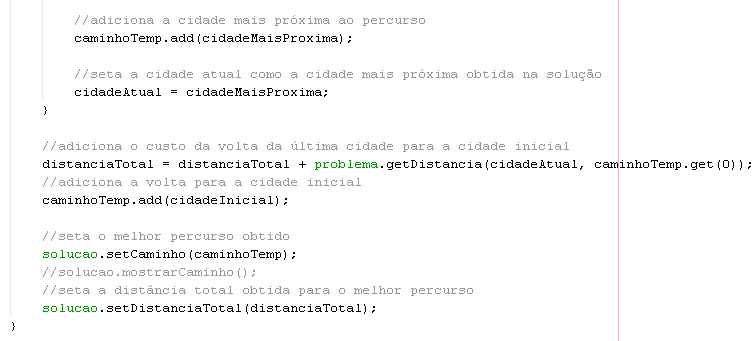 //adiciona a cidade mais próxima ao percurso
caminhoTemp.add(cidadeMaisProxima);
//seta a cidade atual como a cidade mais próxima obtida na solução
cidadeAtual = cidadeMaisProxima;
}
//adiciona o custo da volta da última cidade para a cidade inicial
distanciaTotal = distanciaTotal + problema.getDistancia(cidadeAtual, caminhoTemp.get(0));
//adiciona a volta para a cidade inicial
caminhoTemp.add(cidadeInicial);
//seta o melhor percurso obtido
solucao.setCaminho(caminhoTemp);
//solucao.mostrarCaminho();
//seta a distância total obtida para o melhor percurso
solucao.setDistanciaTotal(distanciaTotal);
}